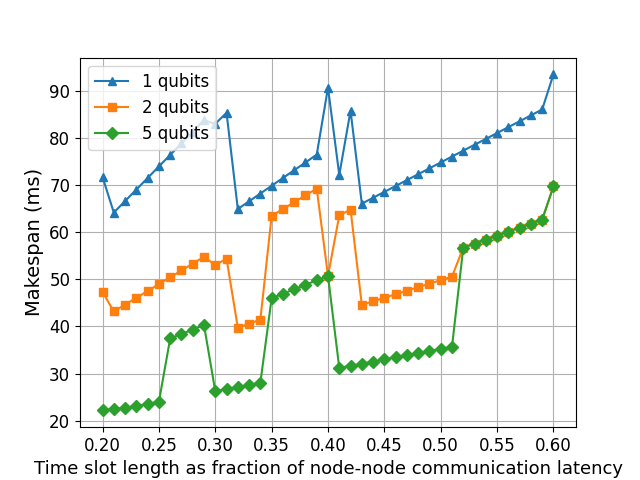 1 qubits
2 qubits
5 qubits
90
80
70
60
50
40
30
20
Makespan (ms)
0.20 0.25 0.30 0.35 0.40 0.45 0.50 0.55 0.60
Time slot length as fraction of node-node communication latency